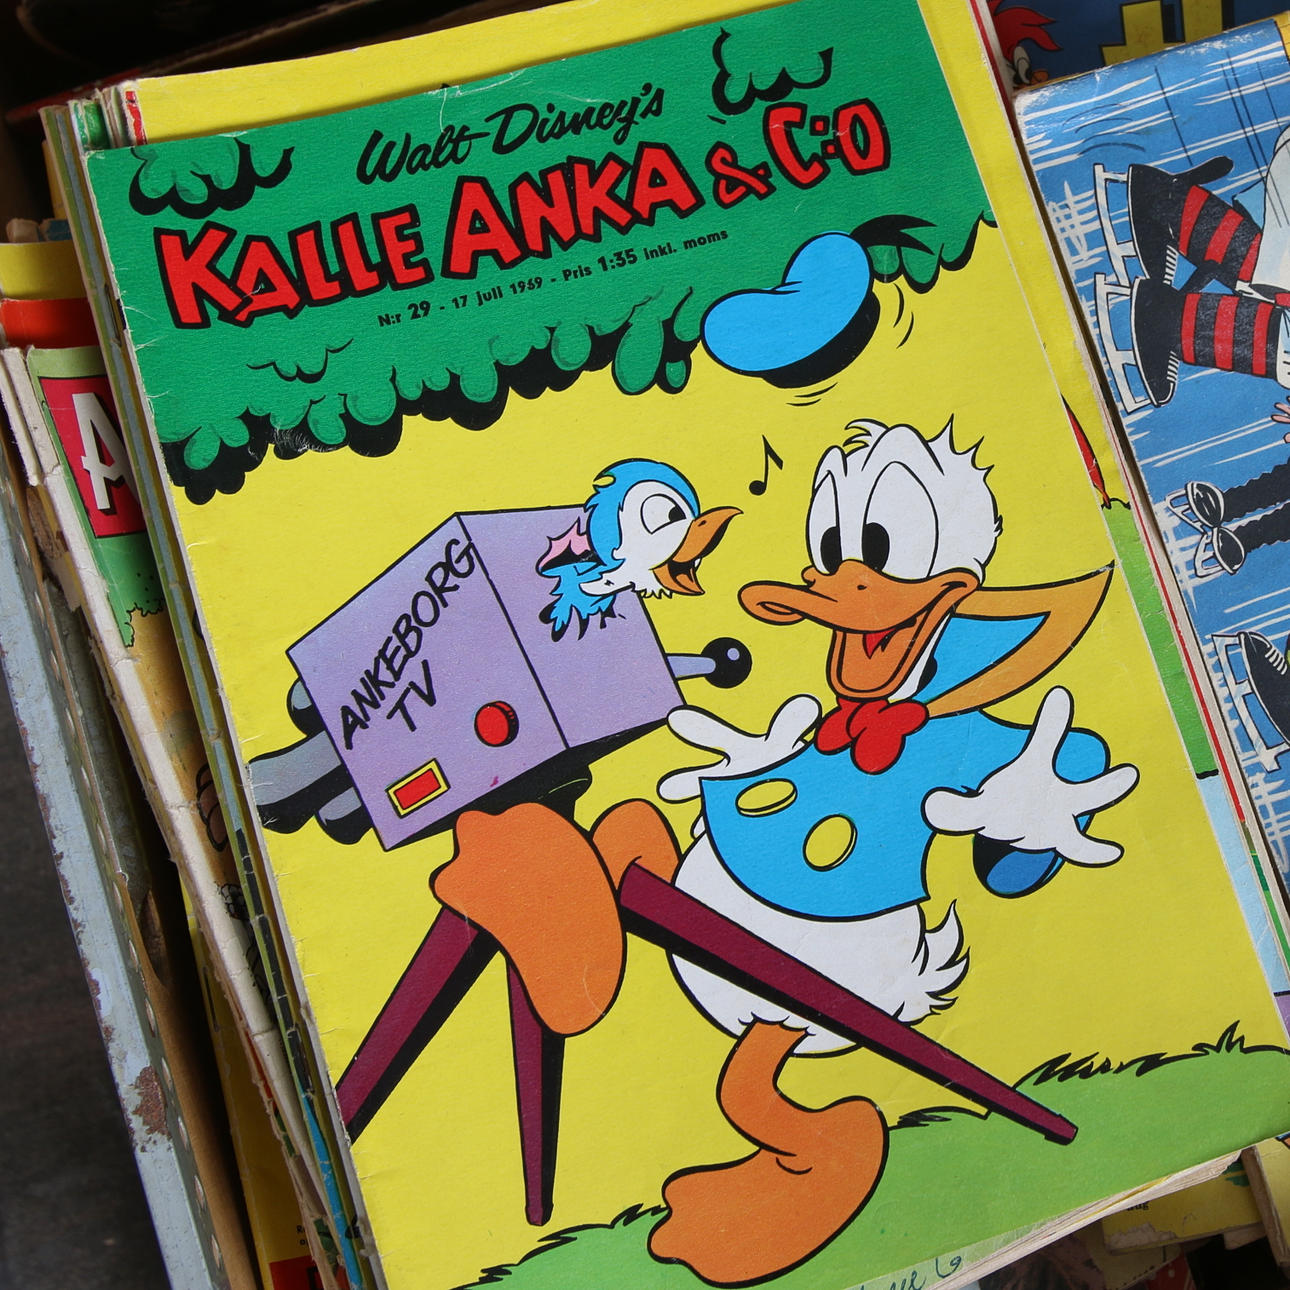 Walt Disney's
KALLE ANKA & C:O
N:r 29 - 17 juli 1969 - Pris 1:35 inkl. moms
ANKEBORG
TV
A